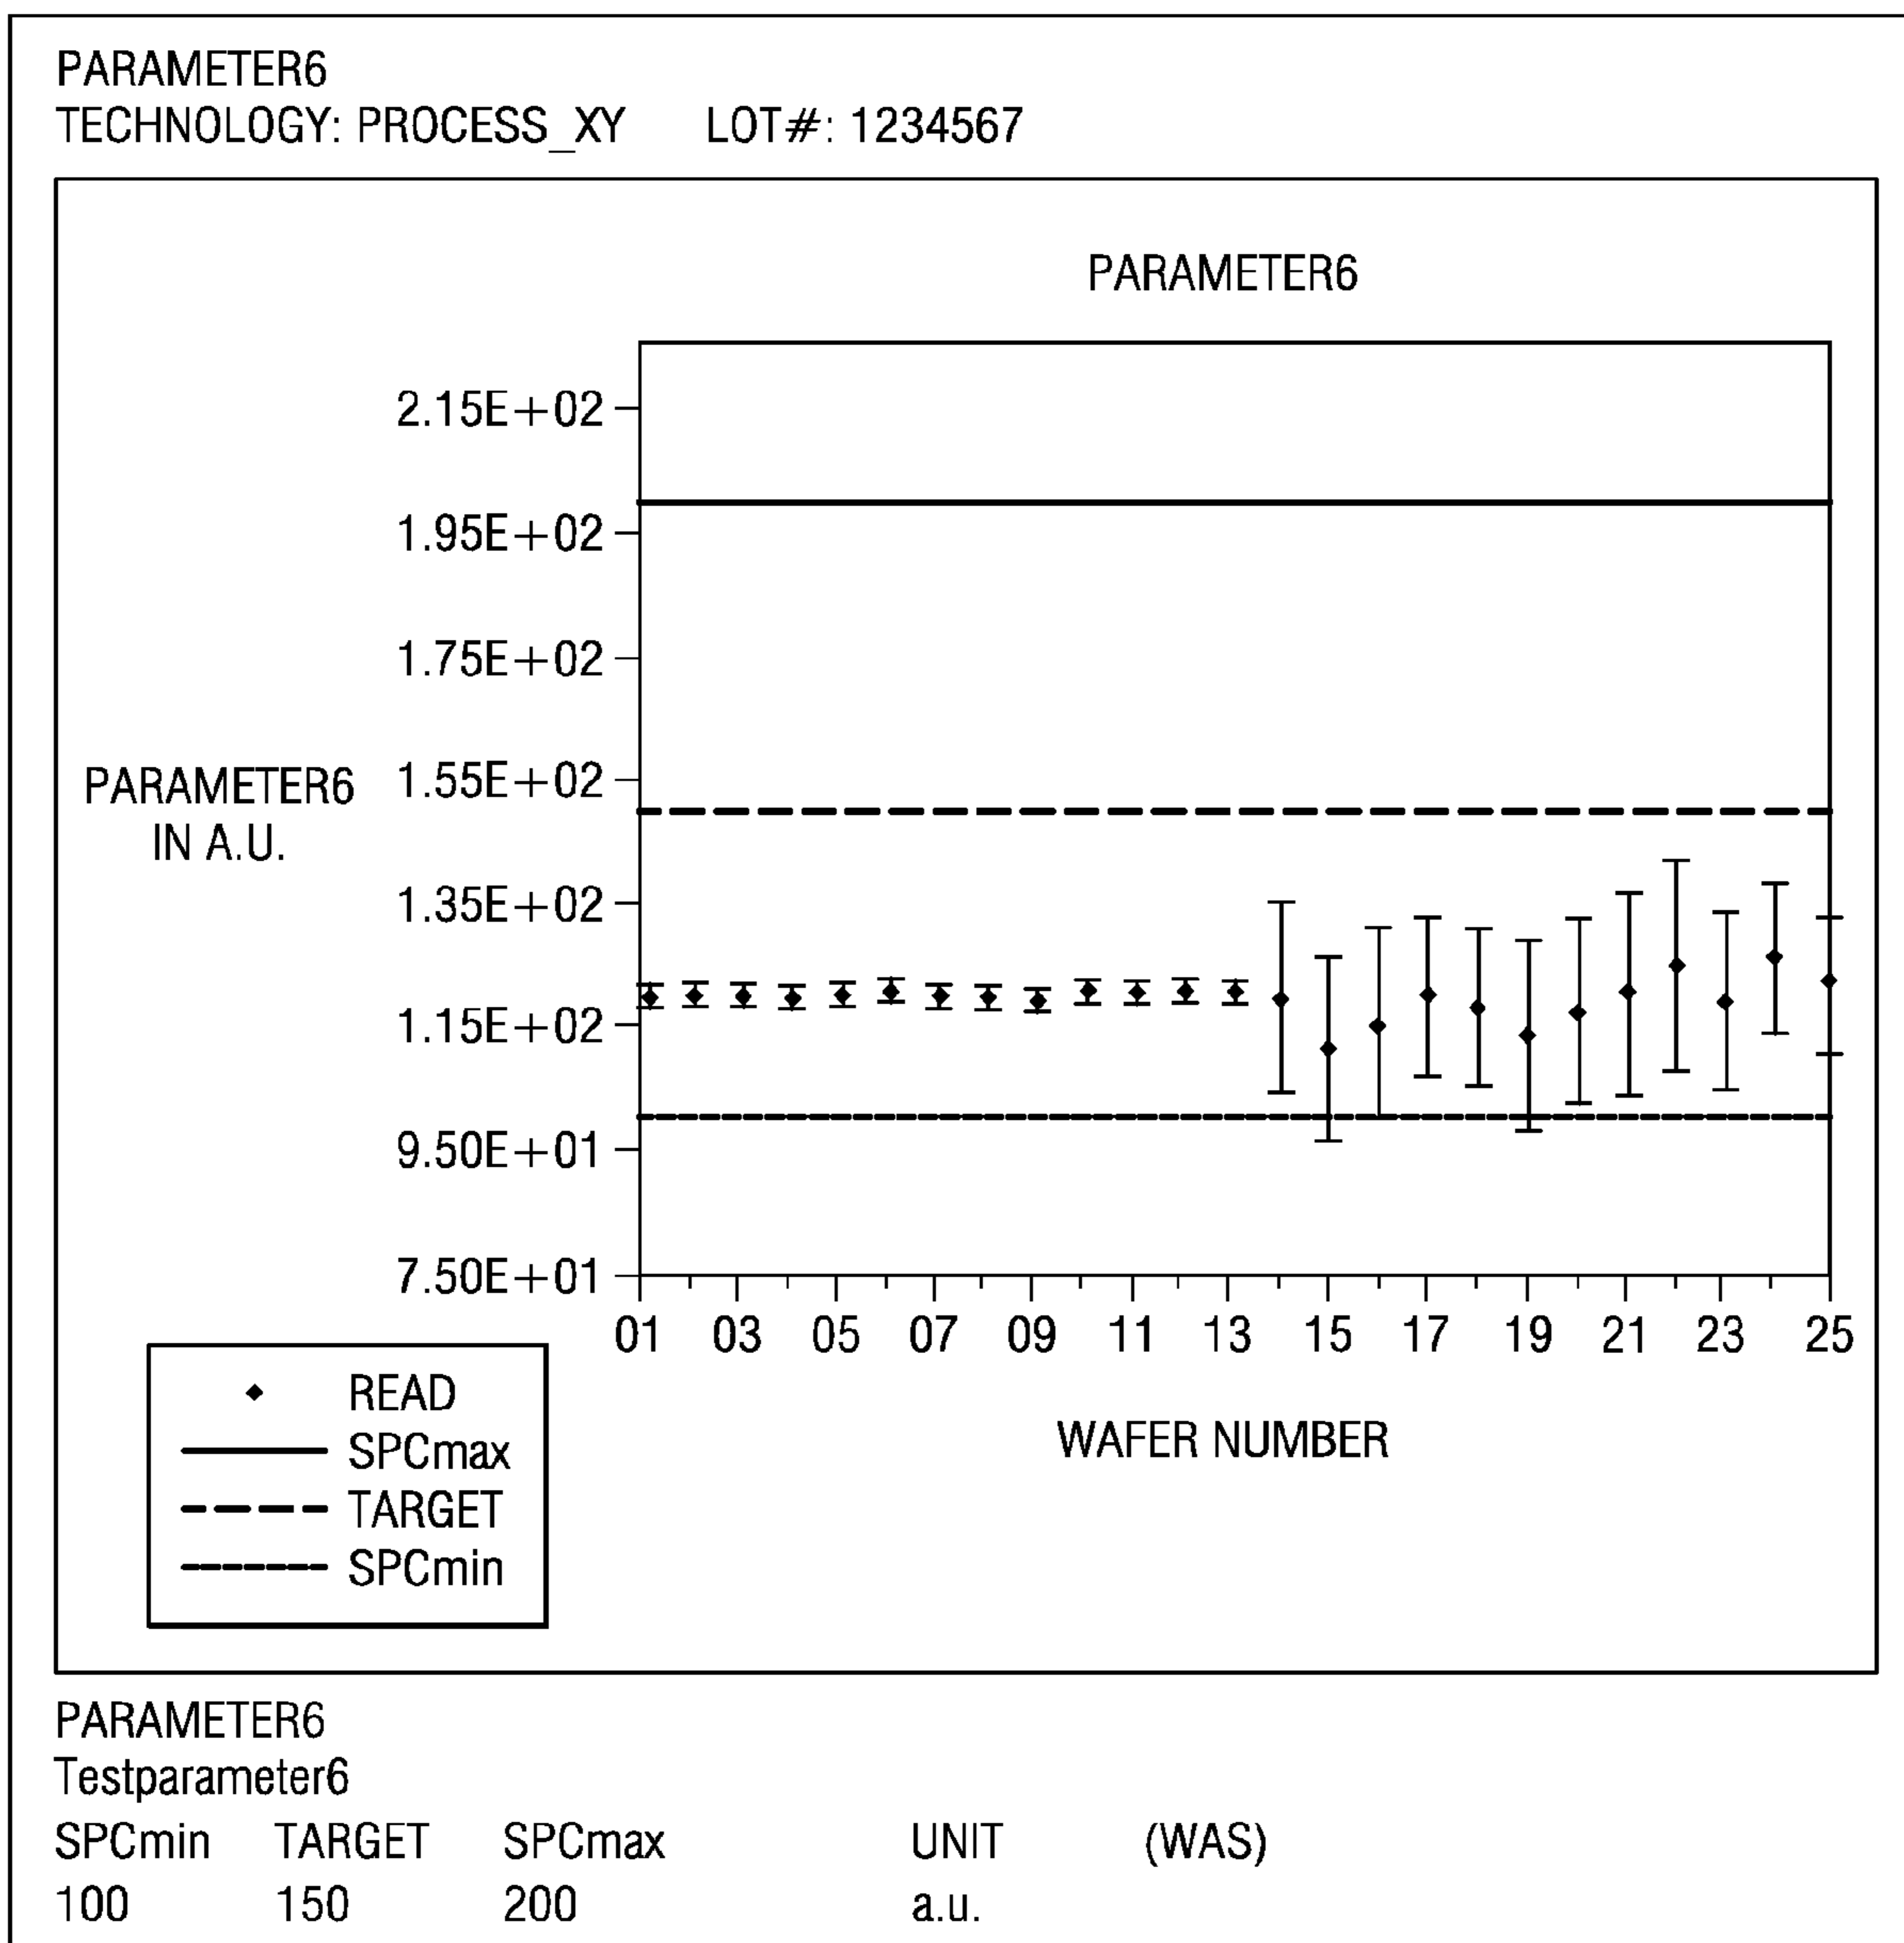 PARAMETER6
TECHNOLOGY: PROCESS_XY LOT#: 1234567
PARAMETER6
2.15E+02
1.95E+02
1.75E+02
1.55E+02
1.35E+02
1.15E+02
9.50E+01
7.50E+01
PARAMETER6
IN A.U.
01 03 05 07 09 11 13 15 17 19 21 23 25
WAFER NUMBER
READ
SPCmax
TARGET
SPCmin
PARAMETER6
Testparameter6
SPCmin TARGET SPCmax UNIT (WAS)
100 150 200 a.u.